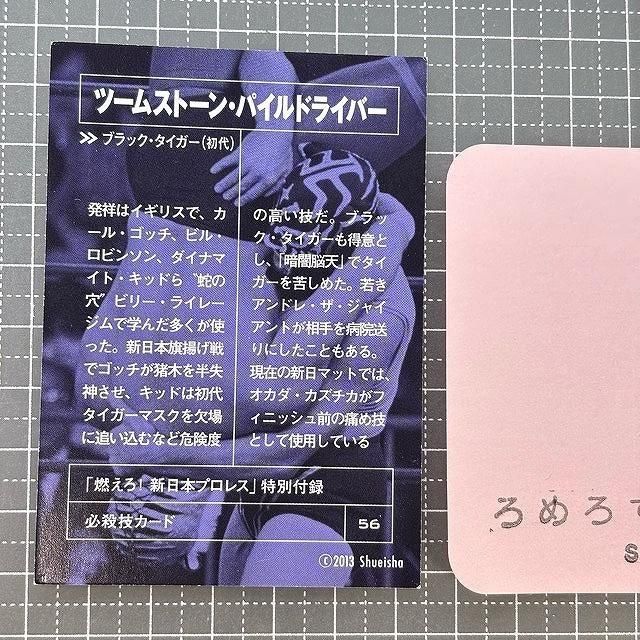 ツームストーン・パイルドライバー
≫ ブラック・タイガー(初代)
発祥はイギリスで、カ
ール・ゴッチ、ビル・
ロビンソン、ダイナマ
イト・キッドら〝蛇の
穴〟ビリー・ライレー
ジムで学んだ多くが使
った。新日本旗揚げ戦
でゴッチが猪木を半失
神させ、キッドは初代
タイガーマスクを欠場
に追い込むなど危険度
の高い技だ。ブラッ
ク・タイガーも得意と
し、「暗闇脳天」でタイ
ガーを苦しめた。若き
アンドレ・ザ・ジャイ
アントが相手を病院送
りにしたこともある。
現在の新日マットでは、
オカダ・カズチカがフ
ィニッシュ前の痛め技
として使用している
「燃えろ!新日本プロレス」特別付録
必殺技カード 56
©2013 Shueisha
ろめろで
s